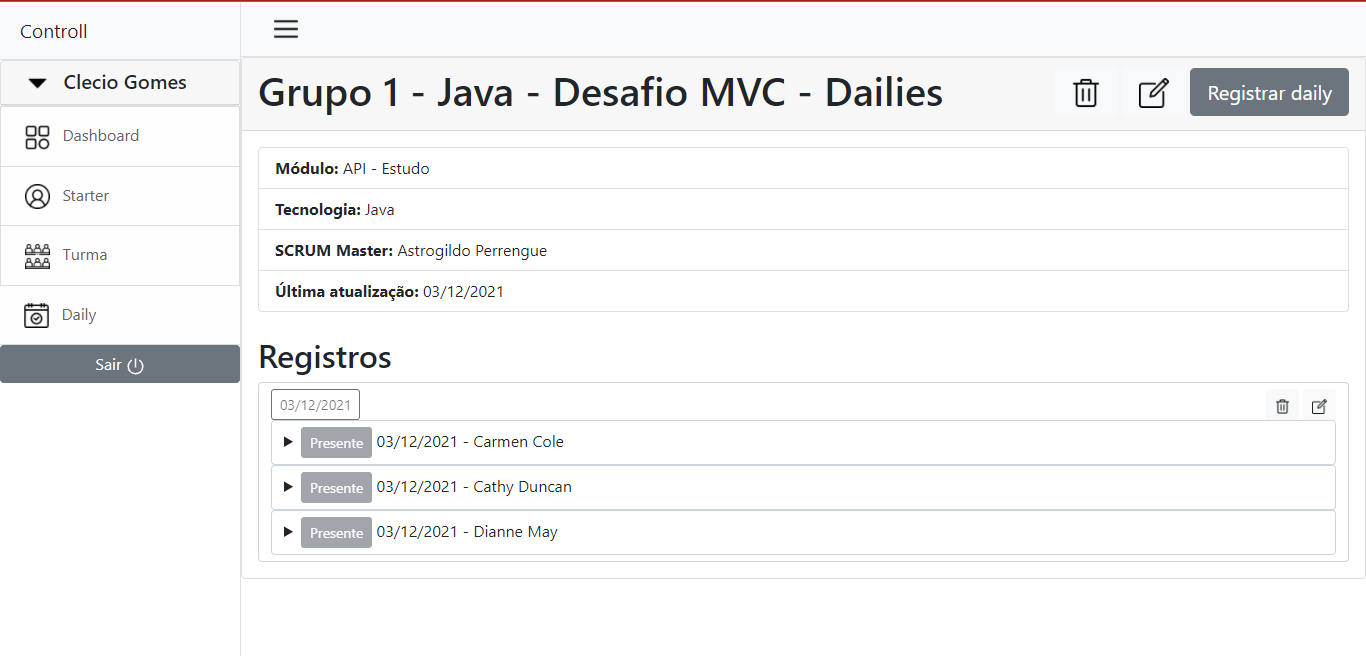 Controll
Clecio Gomes
Dashboard
Starter
Turma
Daily
Sair
Grupo 1 - Java - Desafio MVC - Dailies
Registrar daily
Módulo: API - Estudo
Tecnologia: Java
SCRUM Master: Astrogildo Perrengue
Última atualização: 03/12/2021
Registros
03/12/2021
Presente 03/12/2021 - Carmen Cole
Presente 03/12/2021 - Cathy Duncan
Presente 03/12/2021 - Dianne May